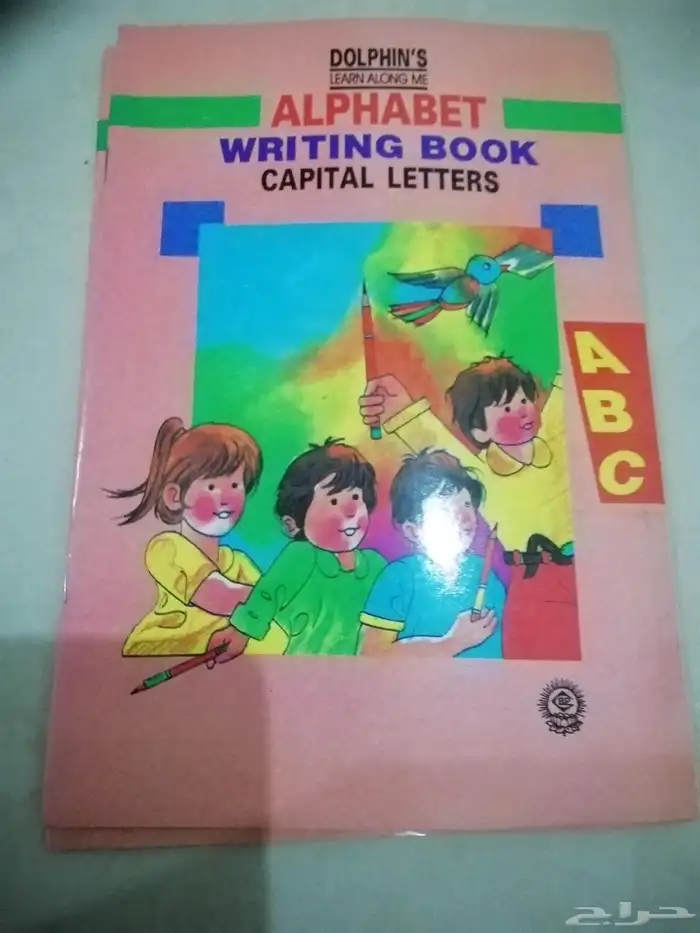 DOLPHIN'S
LEARN ALONG ME
ALPHABET
WRITING BOOK
CAPITAL LETTERS
A
B
C
حراج